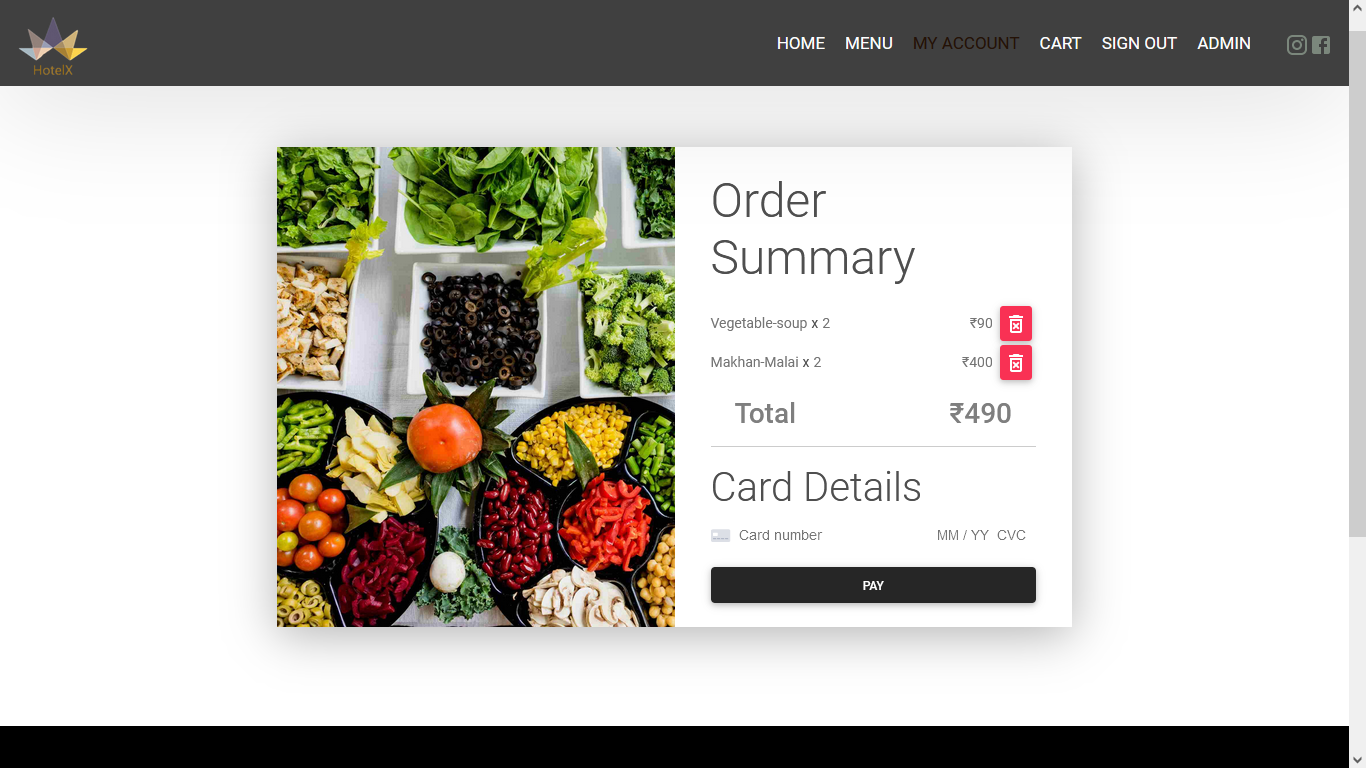 HotelX
HOME MENU MY ACCOUNT CART SIGN OUT ADMIN
Order
Summary
Vegetable-soup x 2 ₹90
Makhan-Malai x 2 ₹400
Total ₹490
Card Details
Card number MM / YY CVC
PAY